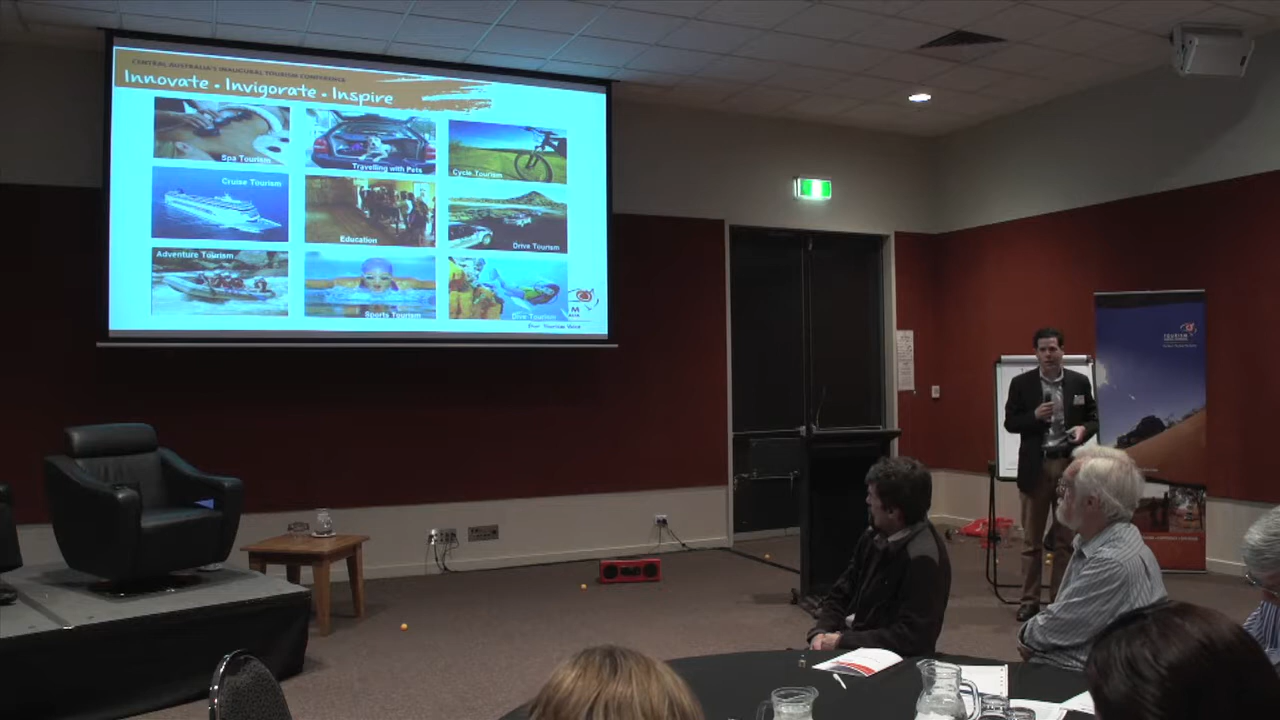 CENTRAL AUSTRALIA'S INAUGURAL TOURISM CONFERENCE
Innovate • Invigorate • Inspire
Spa Tourism
Travelling with Pets
Cycle Tourism
Cruise Tourism
Education
Drive Tourism
Adventure Tourism
Sports Tourism
Dive Tourism
TOURISM